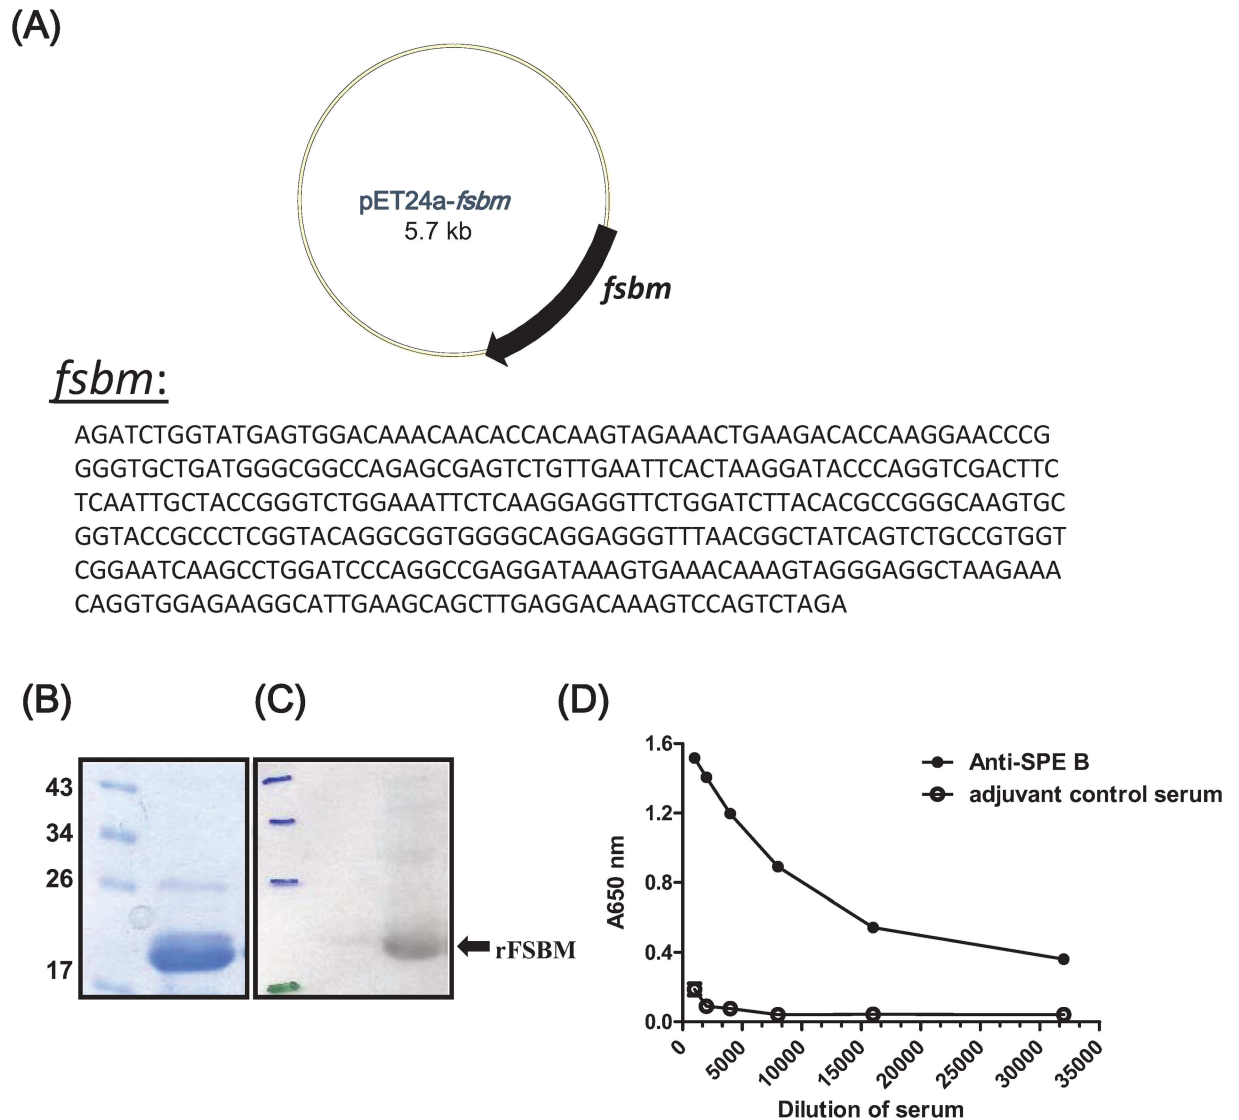 (A)
pET24a-fsbm
5.7 kb
fsbm
fsbm:
AGATCTGGTATGAGTGGACAAACAACACCACAAGTAGAAACTGAAGACACCAAGGAACCCG
GGGTGCTGATGGGCGGCCAGAGCGAGTCTGTTGAATTCACTAAGGATACCCAGGTCGACTTC
TCAATTGCTACCGGGTCTGGAAATTCTCAAGGAGGTTCTGGATCTTACACGCCGGGCAAGTGC
GGTACCGCCCTCGGTACAGGCGGTGGGGCAGGAGGGTTTAACGGCTATCAGTCTGCCGTGGT
CGGAATCAAGCCTGGATCCCAGGCCGAGGATAAAGTGAAACAAAGTAGGGAGGCTAAGAAA
CAGGTGGAGAAGGCATTGAAGCAGCTTGAGGACAAAGTCCAGTCTAGA
(B)
(C)
(D)
43
34
26
17
rFSBM
1.6
1.2
0.8
0.4
0.0
A650 nm
Anti-SPE B
adjuvant control serum
0
5000
10000
15000
20000
25000
30000
35000
Dilution of serum